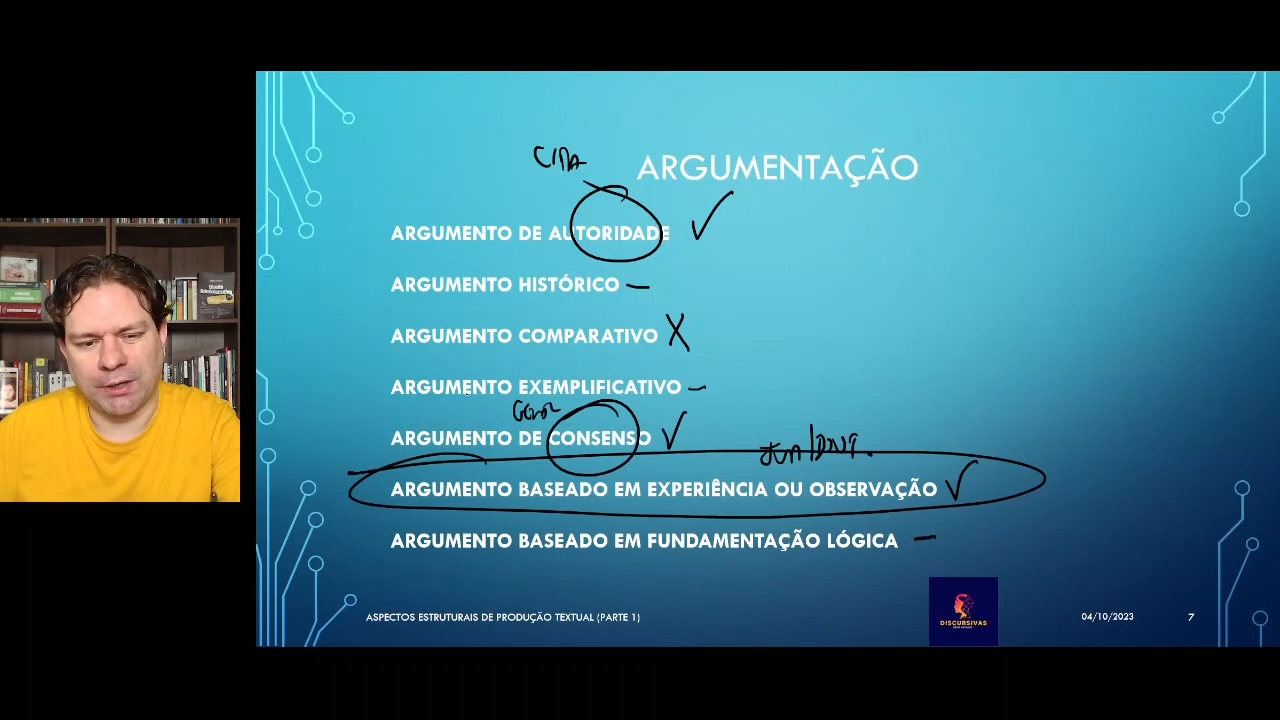 ARGUMENTAÇÃO
ARGUMENTO DE AUTORIDADE
ARGUMENTO HISTÓRICO
ARGUMENTO COMPARATIVO
ARGUMENTO EXEMPLIFICATIVO
ARGUMENTO DE CONSENSO
ARGUMENTO BASEADO EM EXPERIÊNCIA OU OBSERVAÇÃO
ARGUMENTO BASEADO EM FUNDAMENTAÇÃO LÓGICA
ASPECTOS ESTRUTURAIS DE PRODUÇÃO TEXTUAL (PARTE 1)
DISCURSIVAS
04/10/2023
7